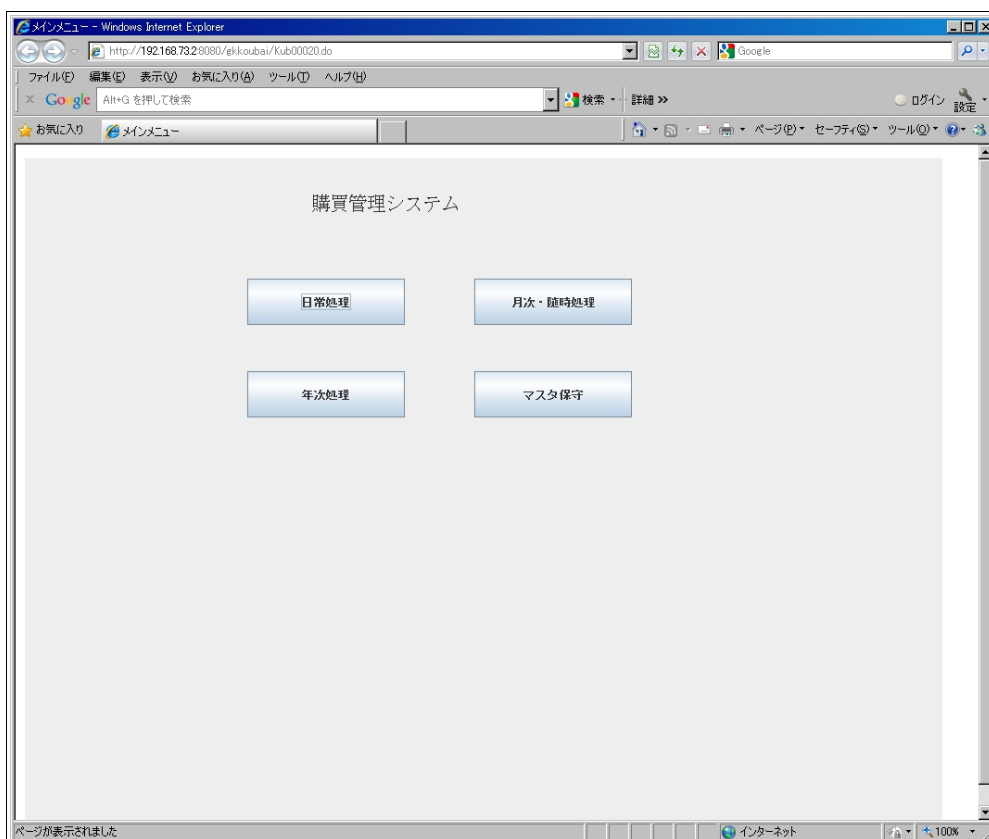 メインメニュー - Windows Internet Explorer
http://192.168.73.2:8080/gkkoubai/Kub00020.do
Google
ファイル(F) 編集(E) 表示(V) お気に入り(A) ツール(T) ヘルプ(H)
× Google Alt+G を押して検索 検索 詳細 » ログイン 設定
お気に入り メインメニュー ページ(P) セーフティ(S) ツール(O)
購買管理システム
日常処理 月次・随時処理
年次処理 マスタ保守
ページが表示されました インターネット 100%